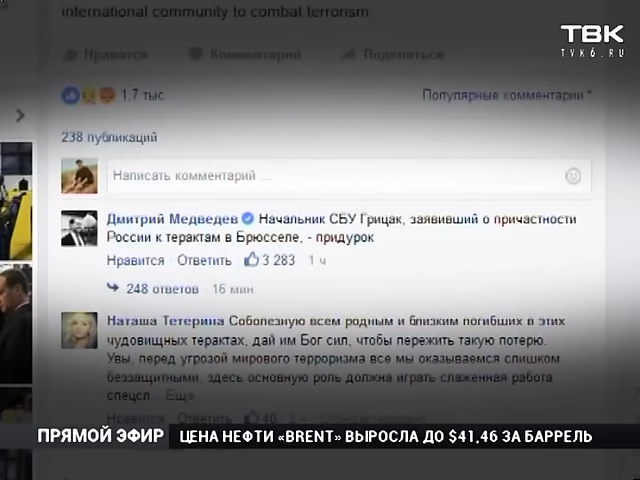 international community to combat terrorism
ТВК
TVK6.RU
Нравится Комментарий Поделиться
1,7 тыс
Популярные комментарии
238 публикаций
Написать комментарий ...
Дмитрий Медведев Начальник СБУ Грицак, заявивший о причастности
России к терактам в Брюсселе, - придурок
Нравится Ответить 3 283 1 ч
248 ответов · 16 мин
Наташа Тетерина Соболезную всем родным и близким погибших в этих
чудовищных терактах, дай им Бог сил, чтобы пережить такую потерю.
Увы, перед угрозой мирового терроризма все мы оказываемся слишком
беззащитными, здесь основную роль должна играть слаженная работа
спецсл... Ещё
Нравится Ответить 40
ПРЯМОЙ ЭФИР ЦЕНА НЕФТИ «BRENT» ВЫРОСЛА ДО $41,46 ЗА БАРРЕЛЬ